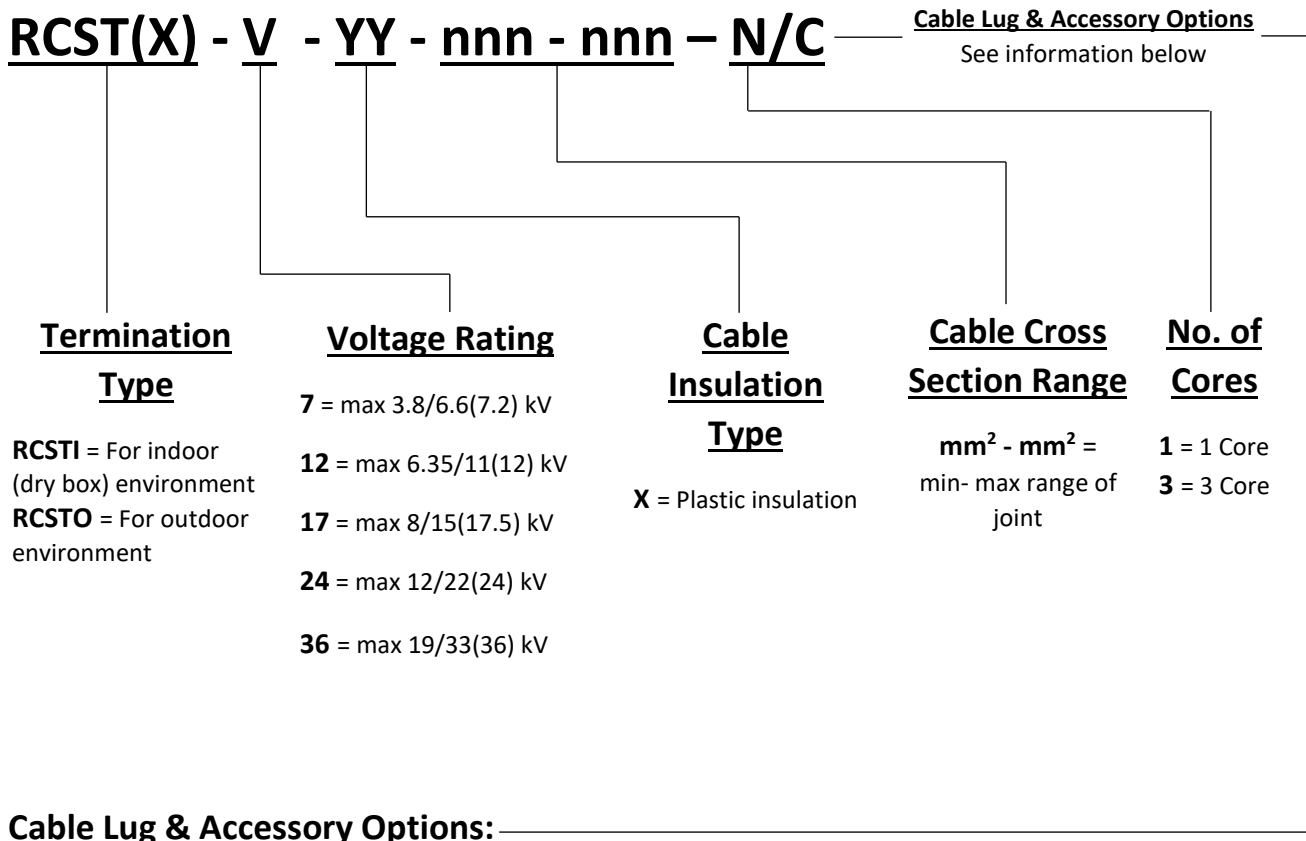 RCST(X) - V - YY - nnn - nnn – N/C
Cable Lug & Accessory Options
See information below
Termination
Type
RCSTI = For indoor
(dry box) environment
RCSTO = For outdoor
environment
Voltage Rating
7 = max 3.8/6.6(7.2) kV
12 = max 6.35/11(12) kV
17 = max 8/15(17.5) kV
24 = max 12/22(24) kV
36 = max 19/33(36) kV
Cable
Insulation
Type
X = Plastic insulation
Cable Cross
Section Range
mm² - mm² =
min- max range of
joint
No. of
Cores
1 = 1 Core
3 = 3 Core
Cable Lug & Accessory Options: